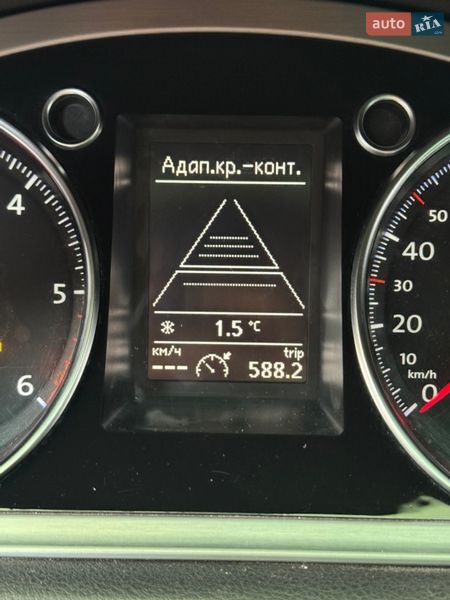 auto RIA .com
Адап.кр.-конт.
1.5 °C
км/ч trip
--- 588.2
4
5
6
50
40
30
20
10
km/h
0